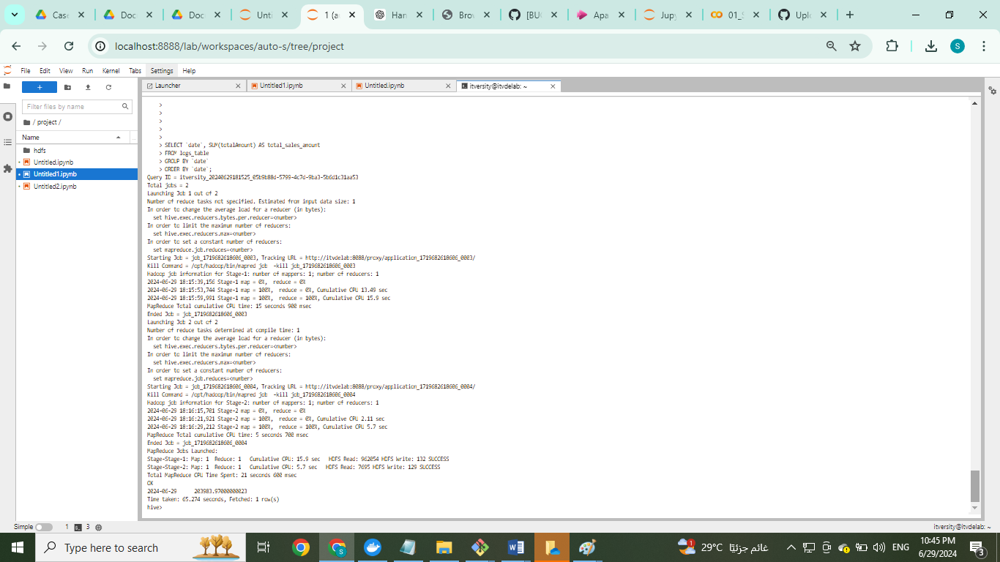 Case
Doc
Doc
Unti
1 (a
Han
Bro
[BU
Apa
Jupy
01_S
Uplo
localhost:8888/lab/workspaces/auto-s/tree/project
S
File Edit View Run Kernel Tabs Settings Help
Launcher
Untitled1.ipynb
Untitled.ipynb
itversity@itvdelab: ~
Filter files by name
/ project /
Name
hdfs
Untitled.ipynb
Untitled1.ipynb
Untitled2.ipynb
>
>
>
>
>
> SELECT `date`, SUM(totalAmount) AS total_sales_amount
> FROM logs_table
> GROUP BY `date`
> ORDER BY `date`;
Query ID = itversity_20240629181525_05b9b88d-5799-4c7d-9ba3-5b6d1c31aa53
Total jobs = 2
Launching Job 1 out of 2
Number of reduce tasks not specified. Estimated from input data size: 1
In order to change the average load for a reducer (in bytes):
set hive.exec.reducers.bytes.per.reducer=<number>
In order to limit the maximum number of reducers:
set hive.exec.reducers.max=<number>
In order to set a constant number of reducers:
set mapreduce.job.reduces=<number>
Starting Job = job_1719682618606_0003, Tracking URL = http://itvdelab:8088/proxy/application_1719682618606_0003/
Kill Command = /opt/hadoop/bin/mapred job  -kill job_1719682618606_0003
Hadoop job information for Stage-1: number of mappers: 1; number of reducers: 1
2024-06-29 18:15:39,156 Stage-1 map = 0%,  reduce = 0%
2024-06-29 18:15:53,744 Stage-1 map = 100%,  reduce = 0%, Cumulative CPU 13.49 sec
2024-06-29 18:15:59,991 Stage-1 map = 100%,  reduce = 100%, Cumulative CPU 15.9 sec
MapReduce Total cumulative CPU time: 15 seconds 900 msec
Ended Job = job_1719682618606_0003
Launching Job 2 out of 2
Number of reduce tasks determined at compile time: 1
In order to change the average load for a reducer (in bytes):
set hive.exec.reducers.bytes.per.reducer=<number>
In order to limit the maximum number of reducers:
set hive.exec.reducers.max=<number>
In order to set a constant number of reducers:
set mapreduce.job.reduces=<number>
Starting Job = job_1719682618606_0004, Tracking URL = http://itvdelab:8088/proxy/application_1719682618606_0004/
Kill Command = /opt/hadoop/bin/mapred job  -kill job_1719682618606_0004
Hadoop job information for Stage-2: number of mappers: 1; number of reducers: 1
2024-06-29 18:16:15,701 Stage-2 map = 0%,  reduce = 0%
2024-06-29 18:16:21,921 Stage-2 map = 100%,  reduce = 0%, Cumulative CPU 2.11 sec
2024-06-29 18:16:29,212 Stage-2 map = 100%,  reduce = 100%, Cumulative CPU 5.7 sec
MapReduce Total cumulative CPU time: 5 seconds 700 msec
Ended Job = job_1719682618606_0004
MapReduce Jobs Launched:
Stage-Stage-1: Map: 1  Reduce: 1   Cumulative CPU: 15.9 sec   HDFS Read: 962054 HDFS Write: 132 SUCCESS
Stage-Stage-2: Map: 1  Reduce: 1   Cumulative CPU: 5.7 sec   HDFS Read: 7695 HDFS Write: 129 SUCCESS
Total MapReduce CPU Time Spent: 21 seconds 600 msec
OK
2024-06-29      203983.97000000023
Time taken: 65.274 seconds, Fetched: 1 row(s)
hive>
Simple 1 3
itversity@itvdelab: ~
Type here to search
1
29°C غائم جزئيًا
ENG
10:45 PM
6/29/2024
3